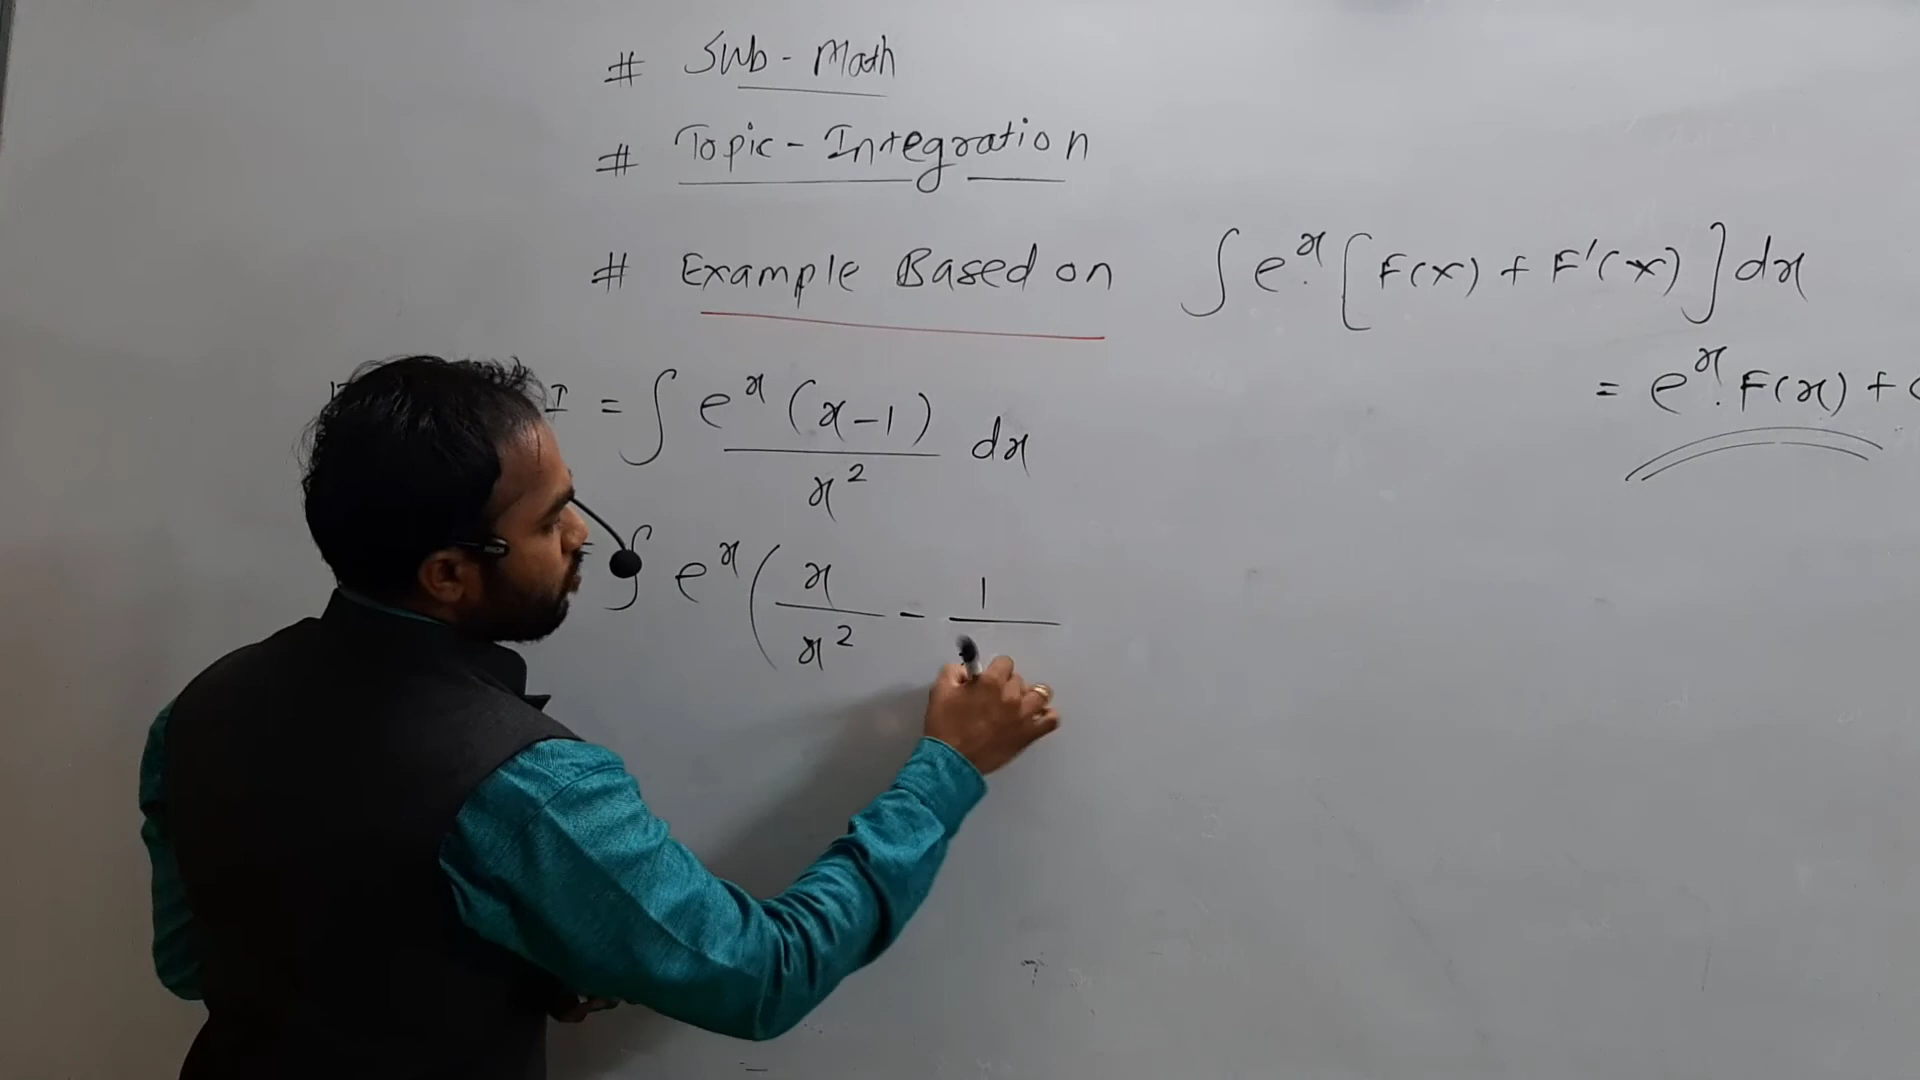 # Sub - Math
# Topic - Integration
# Example Based on ∫ e^x . [F(x) + F'(x)] dx
= e^x . F(x) + C
I = ∫ e^x (x-1) / x^2 dx
= ∫ e^x ( x / x^2 - 1 /